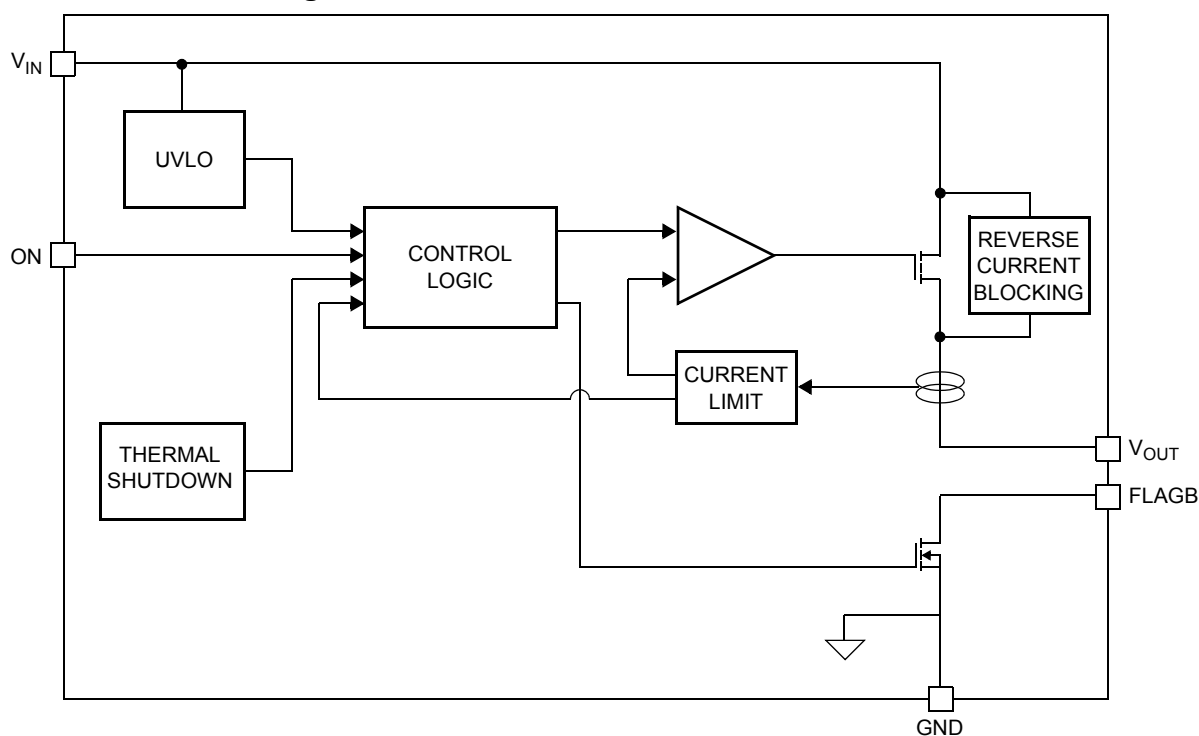 V_IN
UVLO
ON
CONTROL
LOGIC
REVERSE
CURRENT
BLOCKING
CURRENT
LIMIT
THERMAL
SHUTDOWN
V_OUT
FLAGB
GND